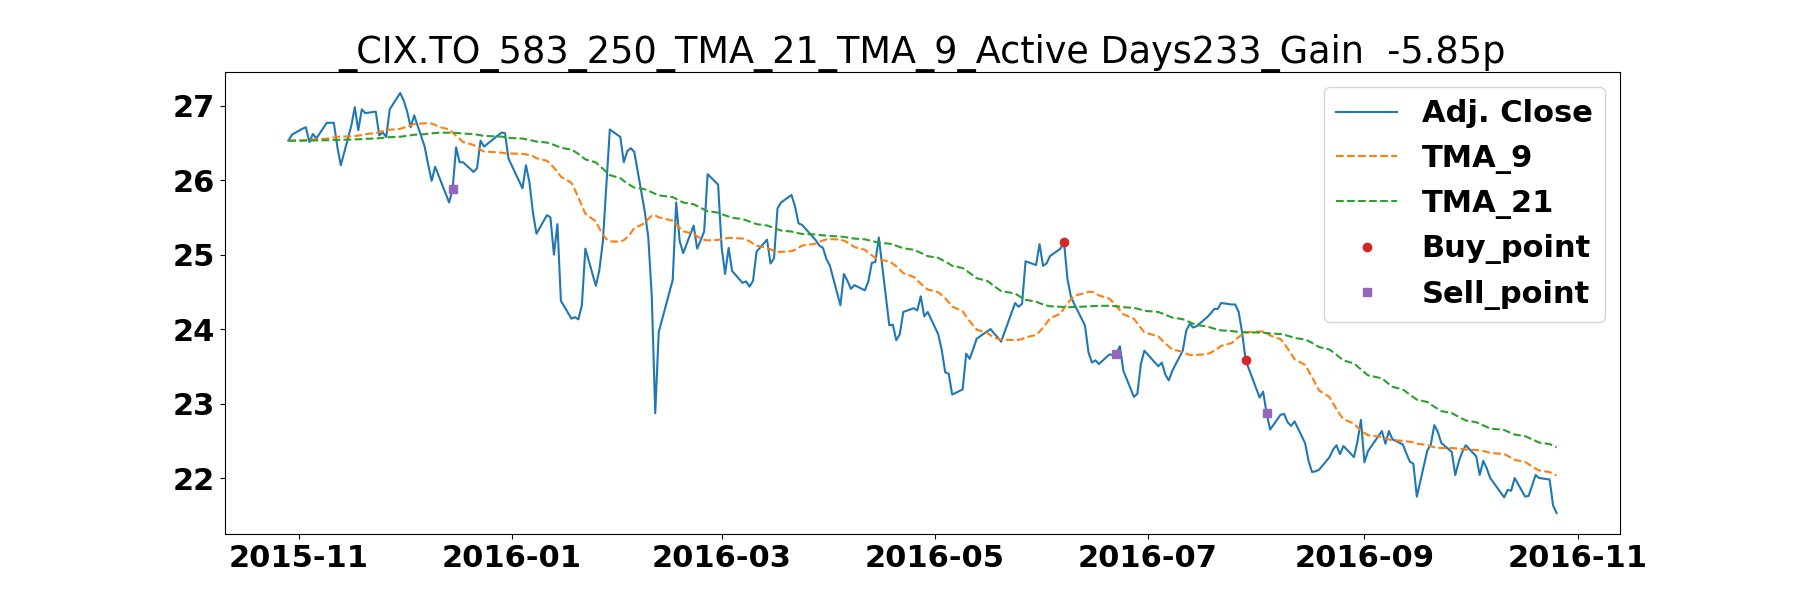 _CIX.TO_583_250_TMA_21_TMA_9_Active Days233_Gain  -5.85p
27
26
25
24
23
22
Adj. Close
TMA_9
TMA_21
Buy_point
Sell_point
2015-11
2016-01
2016-03
2016-05
2016-07
2016-09
2016-11